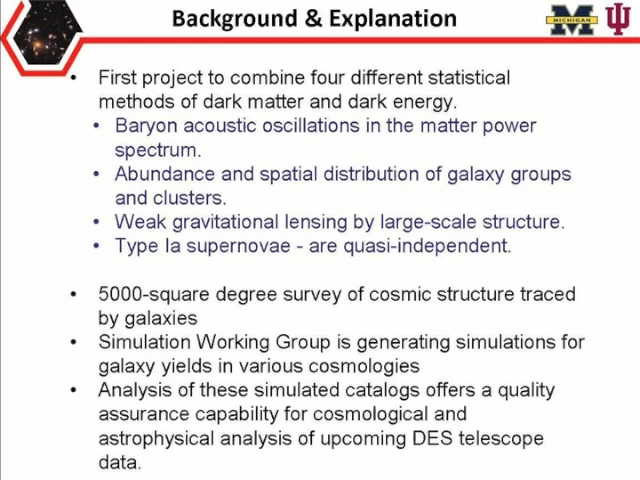 Background & Explanation
MICHIGAN
• First project to combine four different statistical
methods of dark matter and dark energy.
• Baryon acoustic oscillations in the matter power
spectrum.
• Abundance and spatial distribution of galaxy groups
and clusters.
• Weak gravitational lensing by large-scale structure.
• Type Ia supernovae - are quasi-independent.
• 5000-square degree survey of cosmic structure traced
by galaxies
• Simulation Working Group is generating simulations for
galaxy yields in various cosmologies
• Analysis of these simulated catalogs offers a quality
assurance capability for cosmological and
astrophysical analysis of upcoming DES telescope
data.